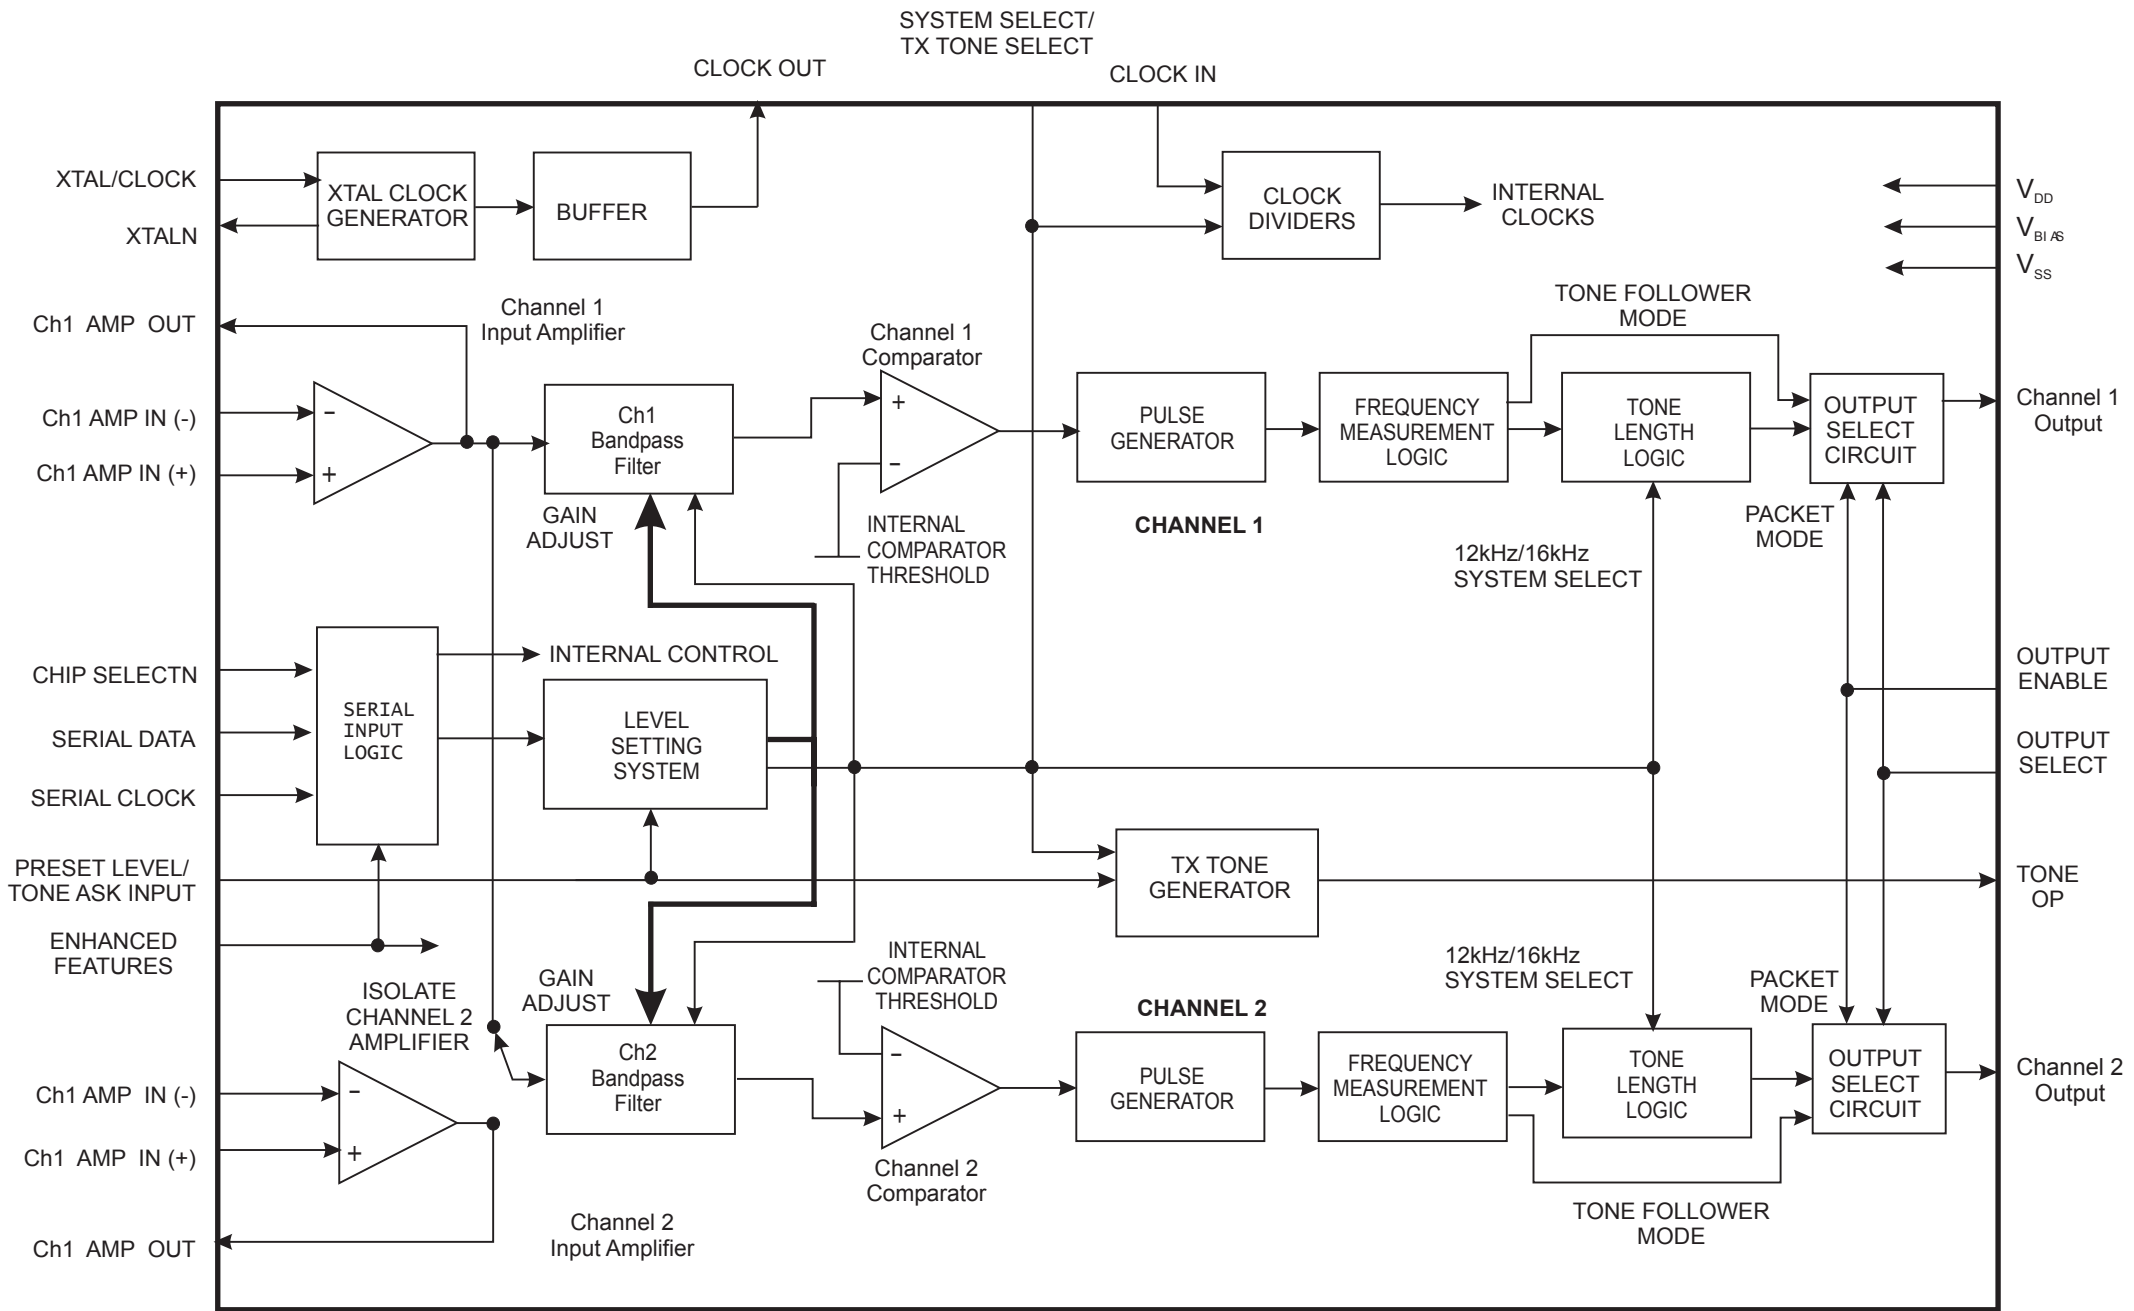 SYSTEM SELECT/
TX TONE SELECT
CLOCK OUT
CLOCK IN
XTAL/CLOCK
XTALN
XTAL CLOCK
GENERATOR
BUFFER
CLOCK
DIVIDERS
INTERNAL
CLOCKS
VDD
VBIAS
VSS
Ch1 AMP OUT
Channel 1
Input Amplifier
Channel 1
Comparator
TONE FOLLOWER
MODE
Ch1 AMP IN (-)
Ch1 AMP IN (+)
−
+
Ch1
Bandpass
Filter
+
−
PULSE
GENERATOR
FREQUENCY
MEASUREMENT
LOGIC
TONE
LENGTH
LOGIC
OUTPUT
SELECT
CIRCUIT
Channel 1
Output
GAIN
ADJUST
INTERNAL
COMPARATOR
THRESHOLD
CHANNEL 1
12kHz/16kHz
SYSTEM SELECT
PACKET
MODE
CHIP SELECTN
SERIAL DATA
SERIAL CLOCK
SERIAL
INPUT
LOGIC
INTERNAL CONTROL
LEVEL
SETTING
SYSTEM
OUTPUT
ENABLE
OUTPUT
SELECT
PRESET LEVEL/
TONE ASK INPUT
TX TONE
GENERATOR
TONE
OP
ENHANCED
FEATURES
ISOLATE
CHANNEL 2
AMPLIFIER
GAIN
ADJUST
INTERNAL
COMPARATOR
THRESHOLD
CHANNEL 2
12kHz/16kHz
SYSTEM SELECT
PACKET
MODE
Ch1 AMP IN (-)
Ch1 AMP IN (+)
−
+
Ch2
Bandpass
Filter
−
+
Channel 2
Comparator
PULSE
GENERATOR
FREQUENCY
MEASUREMENT
LOGIC
TONE
LENGTH
LOGIC
OUTPUT
SELECT
CIRCUIT
Channel 2
Output
Ch1 AMP OUT
Channel 2
Input Amplifier
TONE FOLLOWER
MODE